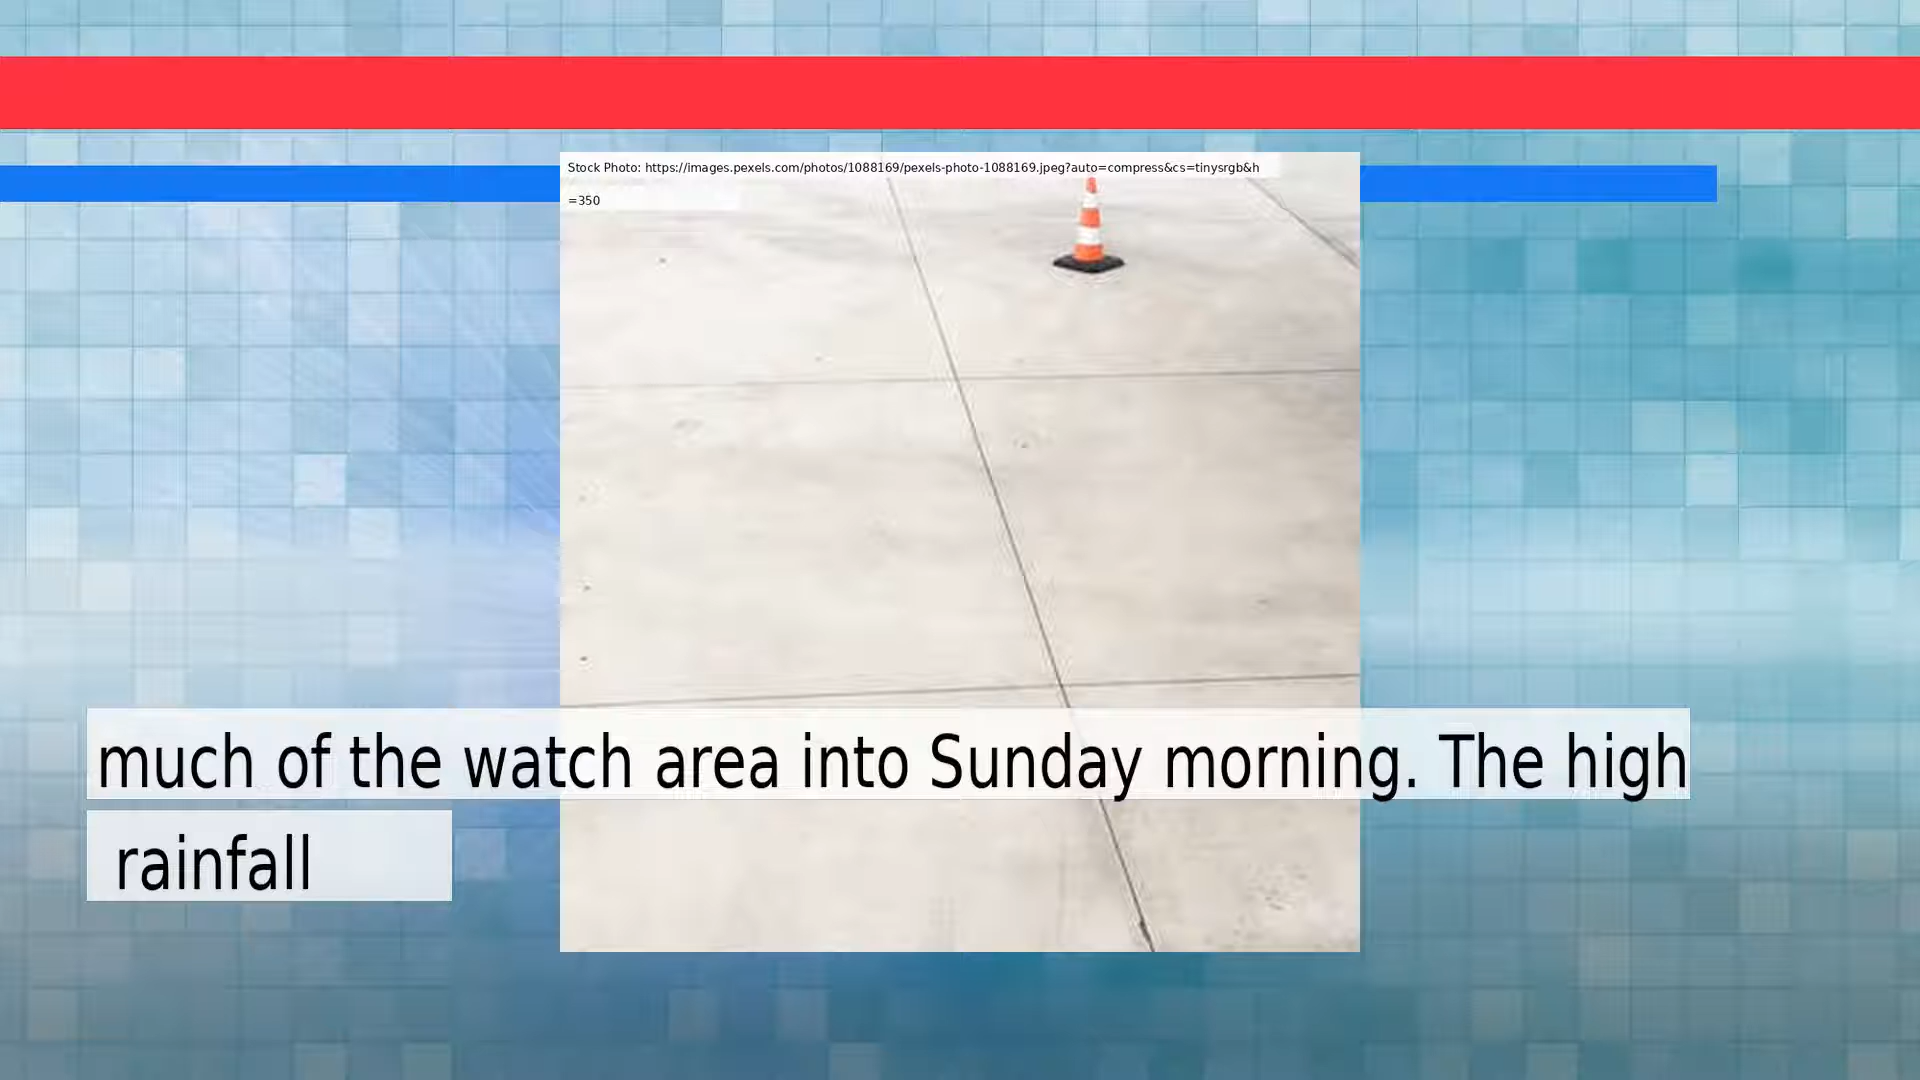 Stock Photo: https://images.pexels.com/photos/1088169/pexels-photo-1088169.jpeg?auto=compress&cs=tinysrgb&h
=350
much of the watch area into Sunday morning. The high
rainfall